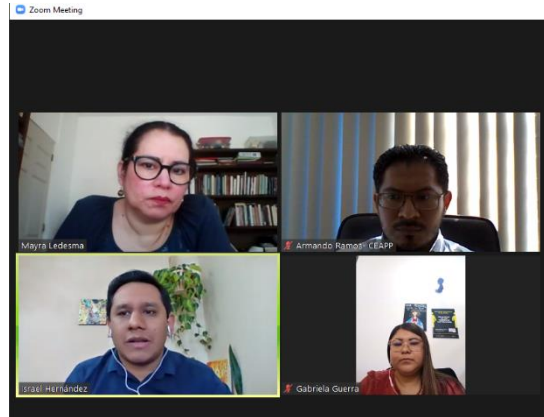 Zoom Meeting
Mayra Ledesma
Armando Ramos- CEAPP
Israel Hernández
Gabriela Guerra